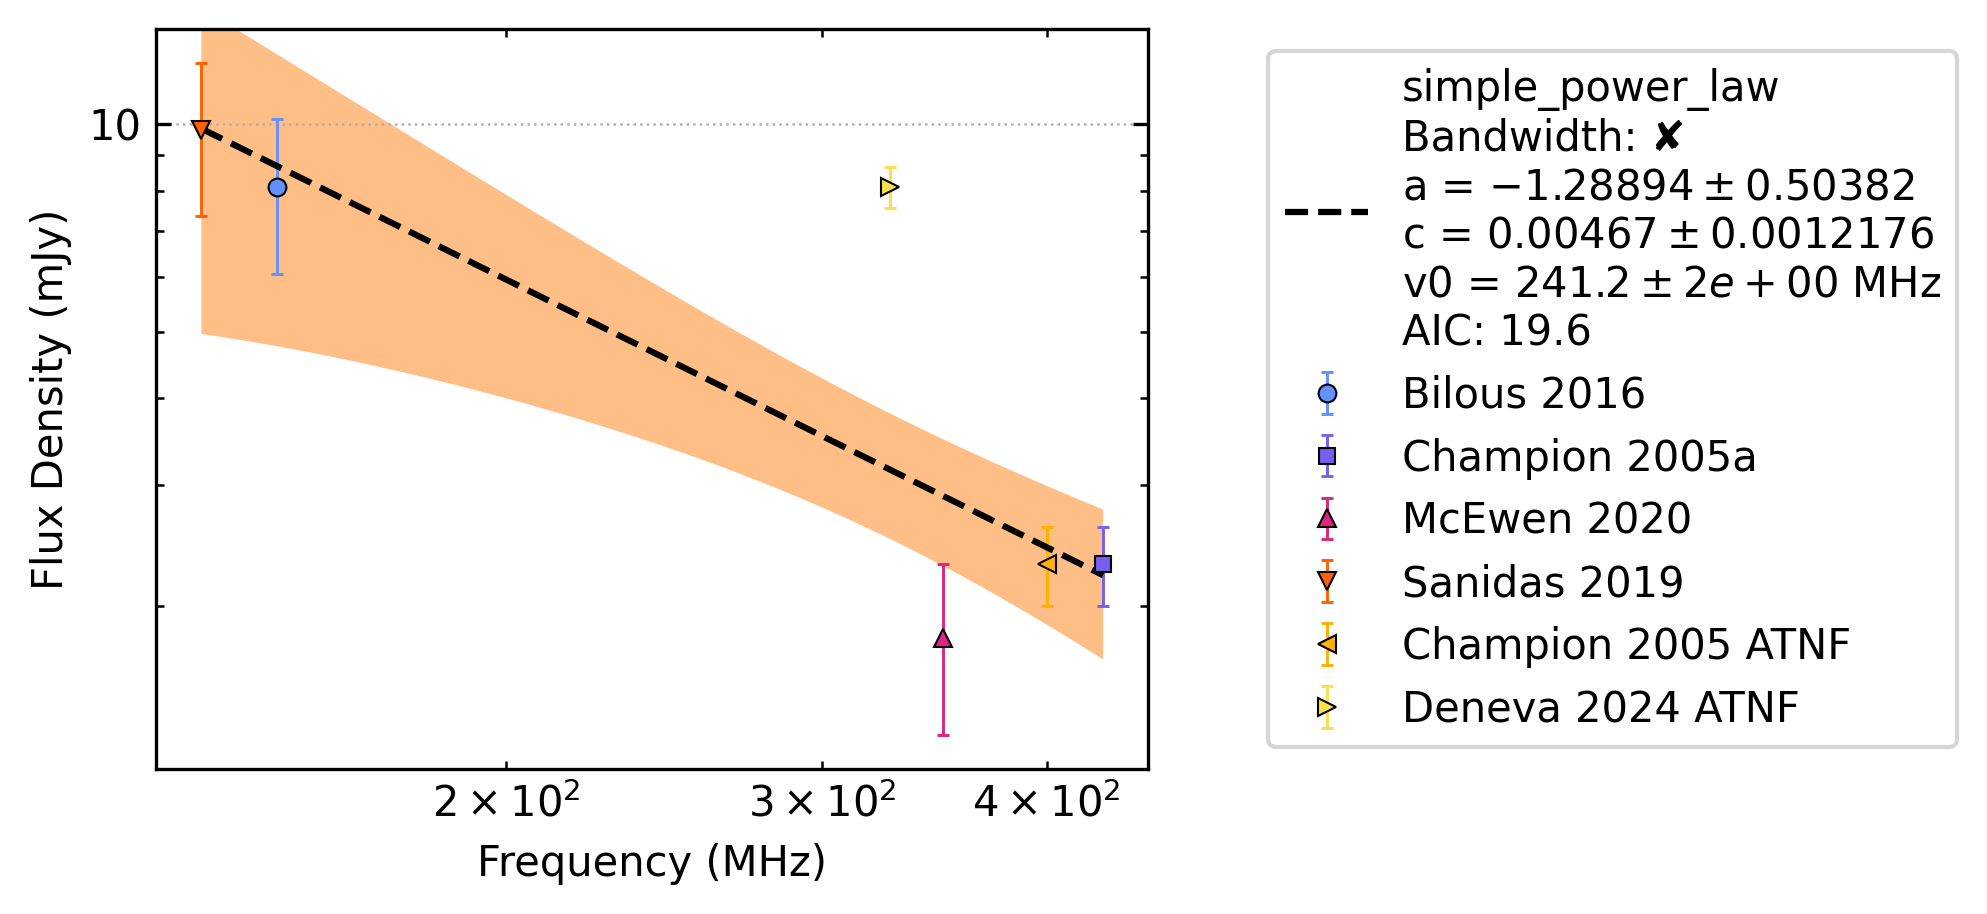 10
Flux Density (mJy)
2 × 10²
3 × 10²
4 × 10²
Frequency (MHz)
simple_power_law
Bandwidth: ✘
a = −1.28894 ± 0.50382
c = 0.00467 ± 0.0012176
v0 = 241.2 ± 2e + 00 MHz
AIC: 19.6
Bilous 2016
Champion 2005a
McEwen 2020
Sanidas 2019
Champion 2005 ATNF
Deneva 2024 ATNF